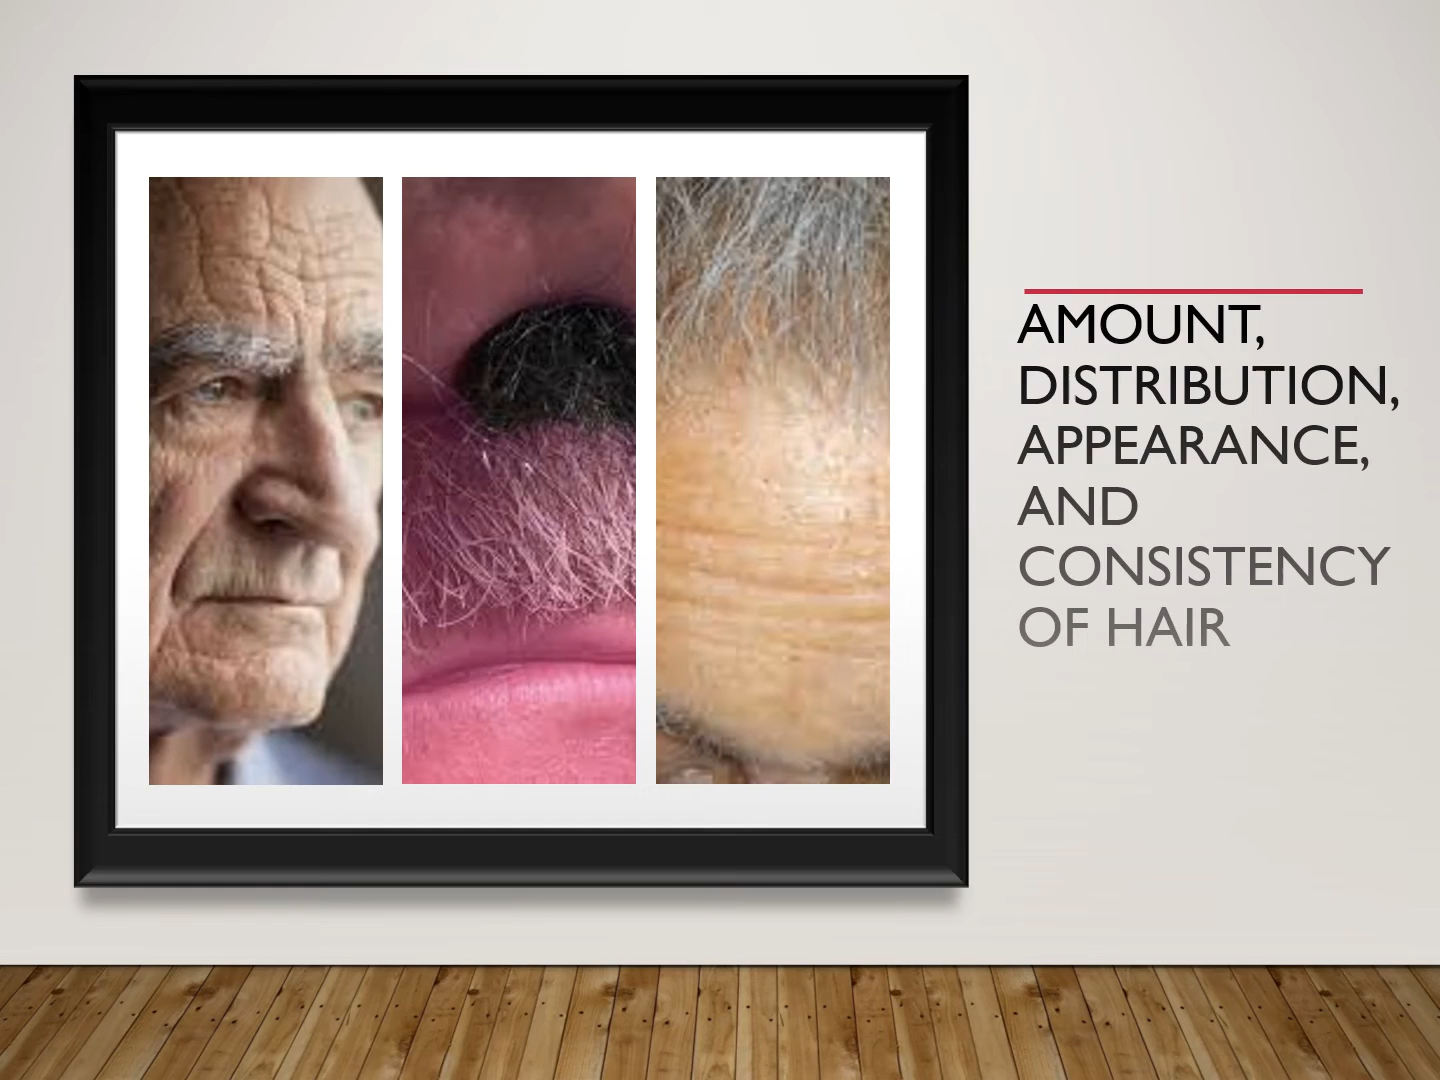 AMOUNT,
DISTRIBUTION,
APPEARANCE,
AND
CONSISTENCY
OF HAIR